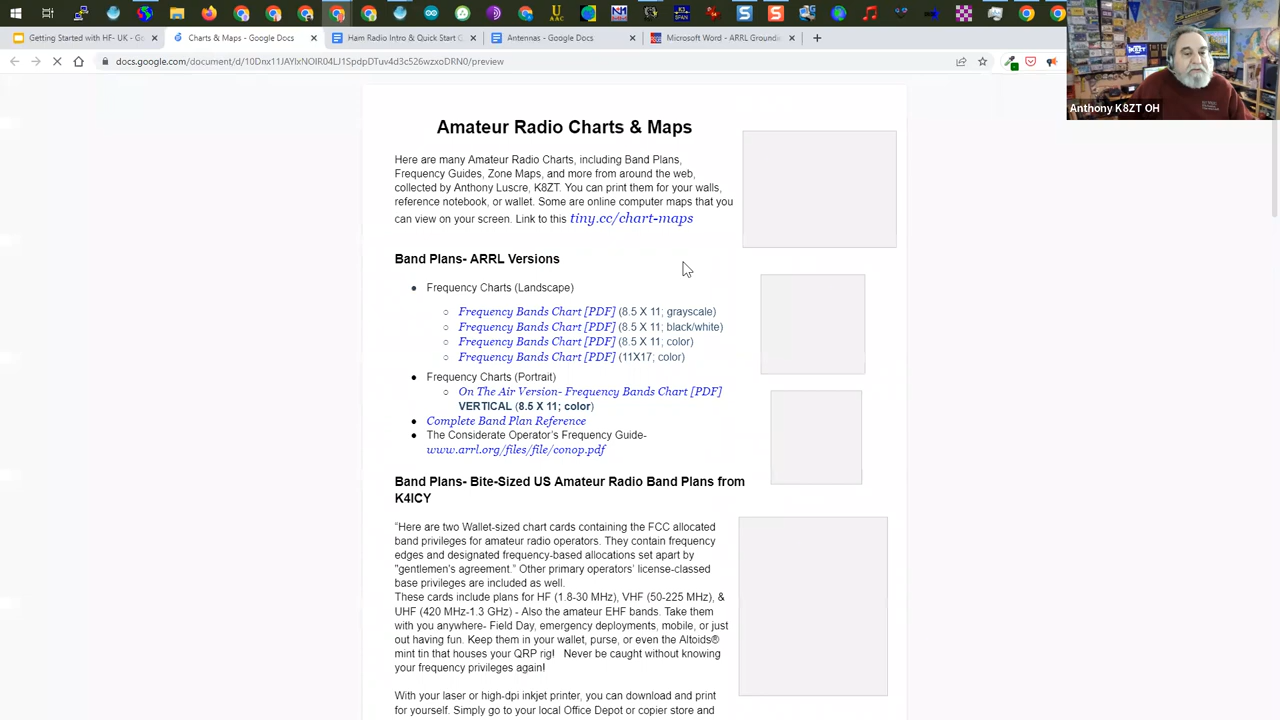 Getting Started with HF- UK - Go
Charts & Maps - Google Docs
Ham Radio Intro & Quick Start G
Antennas - Google Docs
Microsoft Word - ARRL Groundin
docs.google.com/document/d/10Dnx11JAYlxNOIR04LJ1SpdpDTuv4d3c526wzxoDRN0/preview
Anthony K8ZT OH
Amateur Radio Charts & Maps
Here are many Amateur Radio Charts, including Band Plans,
Frequency Guides, Zone Maps, and more from around the web,
collected by Anthony Luscre, K8ZT. You can print them for your walls,
reference notebook, or wallet. Some are online computer maps that you
can view on your screen. Link to this tiny.cc/chart-maps
Band Plans- ARRL Versions
Frequency Charts (Landscape)
Frequency Bands Chart [PDF] (8.5 X 11; grayscale)
Frequency Bands Chart [PDF] (8.5 X 11; black/white)
Frequency Bands Chart [PDF] (8.5 X 11; color)
Frequency Bands Chart [PDF] (11X17; color)
Frequency Charts (Portrait)
On The Air Version- Frequency Bands Chart [PDF]
VERTICAL (8.5 X 11; color)
Complete Band Plan Reference
The Considerate Operator's Frequency Guide-
www.arrl.org/files/file/conop.pdf
Band Plans- Bite-Sized US Amateur Radio Band Plans from
K4ICY
“Here are two Wallet-sized chart cards containing the FCC allocated
band privileges for amateur radio operators. They contain frequency
edges and designated frequency-based allocations set apart by
"gentlemen's agreement." Other primary operators' license-classed
base privileges are included as well.
These cards include plans for HF (1.8-30 MHz), VHF (50-225 MHz), &
UHF (420 MHz-1.3 GHz) - Also the amateur EHF bands. Take them
with you anywhere- Field Day, emergency deployments, mobile, or just
out having fun. Keep them in your wallet, purse, or even the Altoids®
mint tin that houses your QRP rig! Never be caught without knowing
your frequency privileges again!
With your laser or high-dpi inkjet printer, you can download and print
for yourself. Simply go to your local Office Depot or copier store and